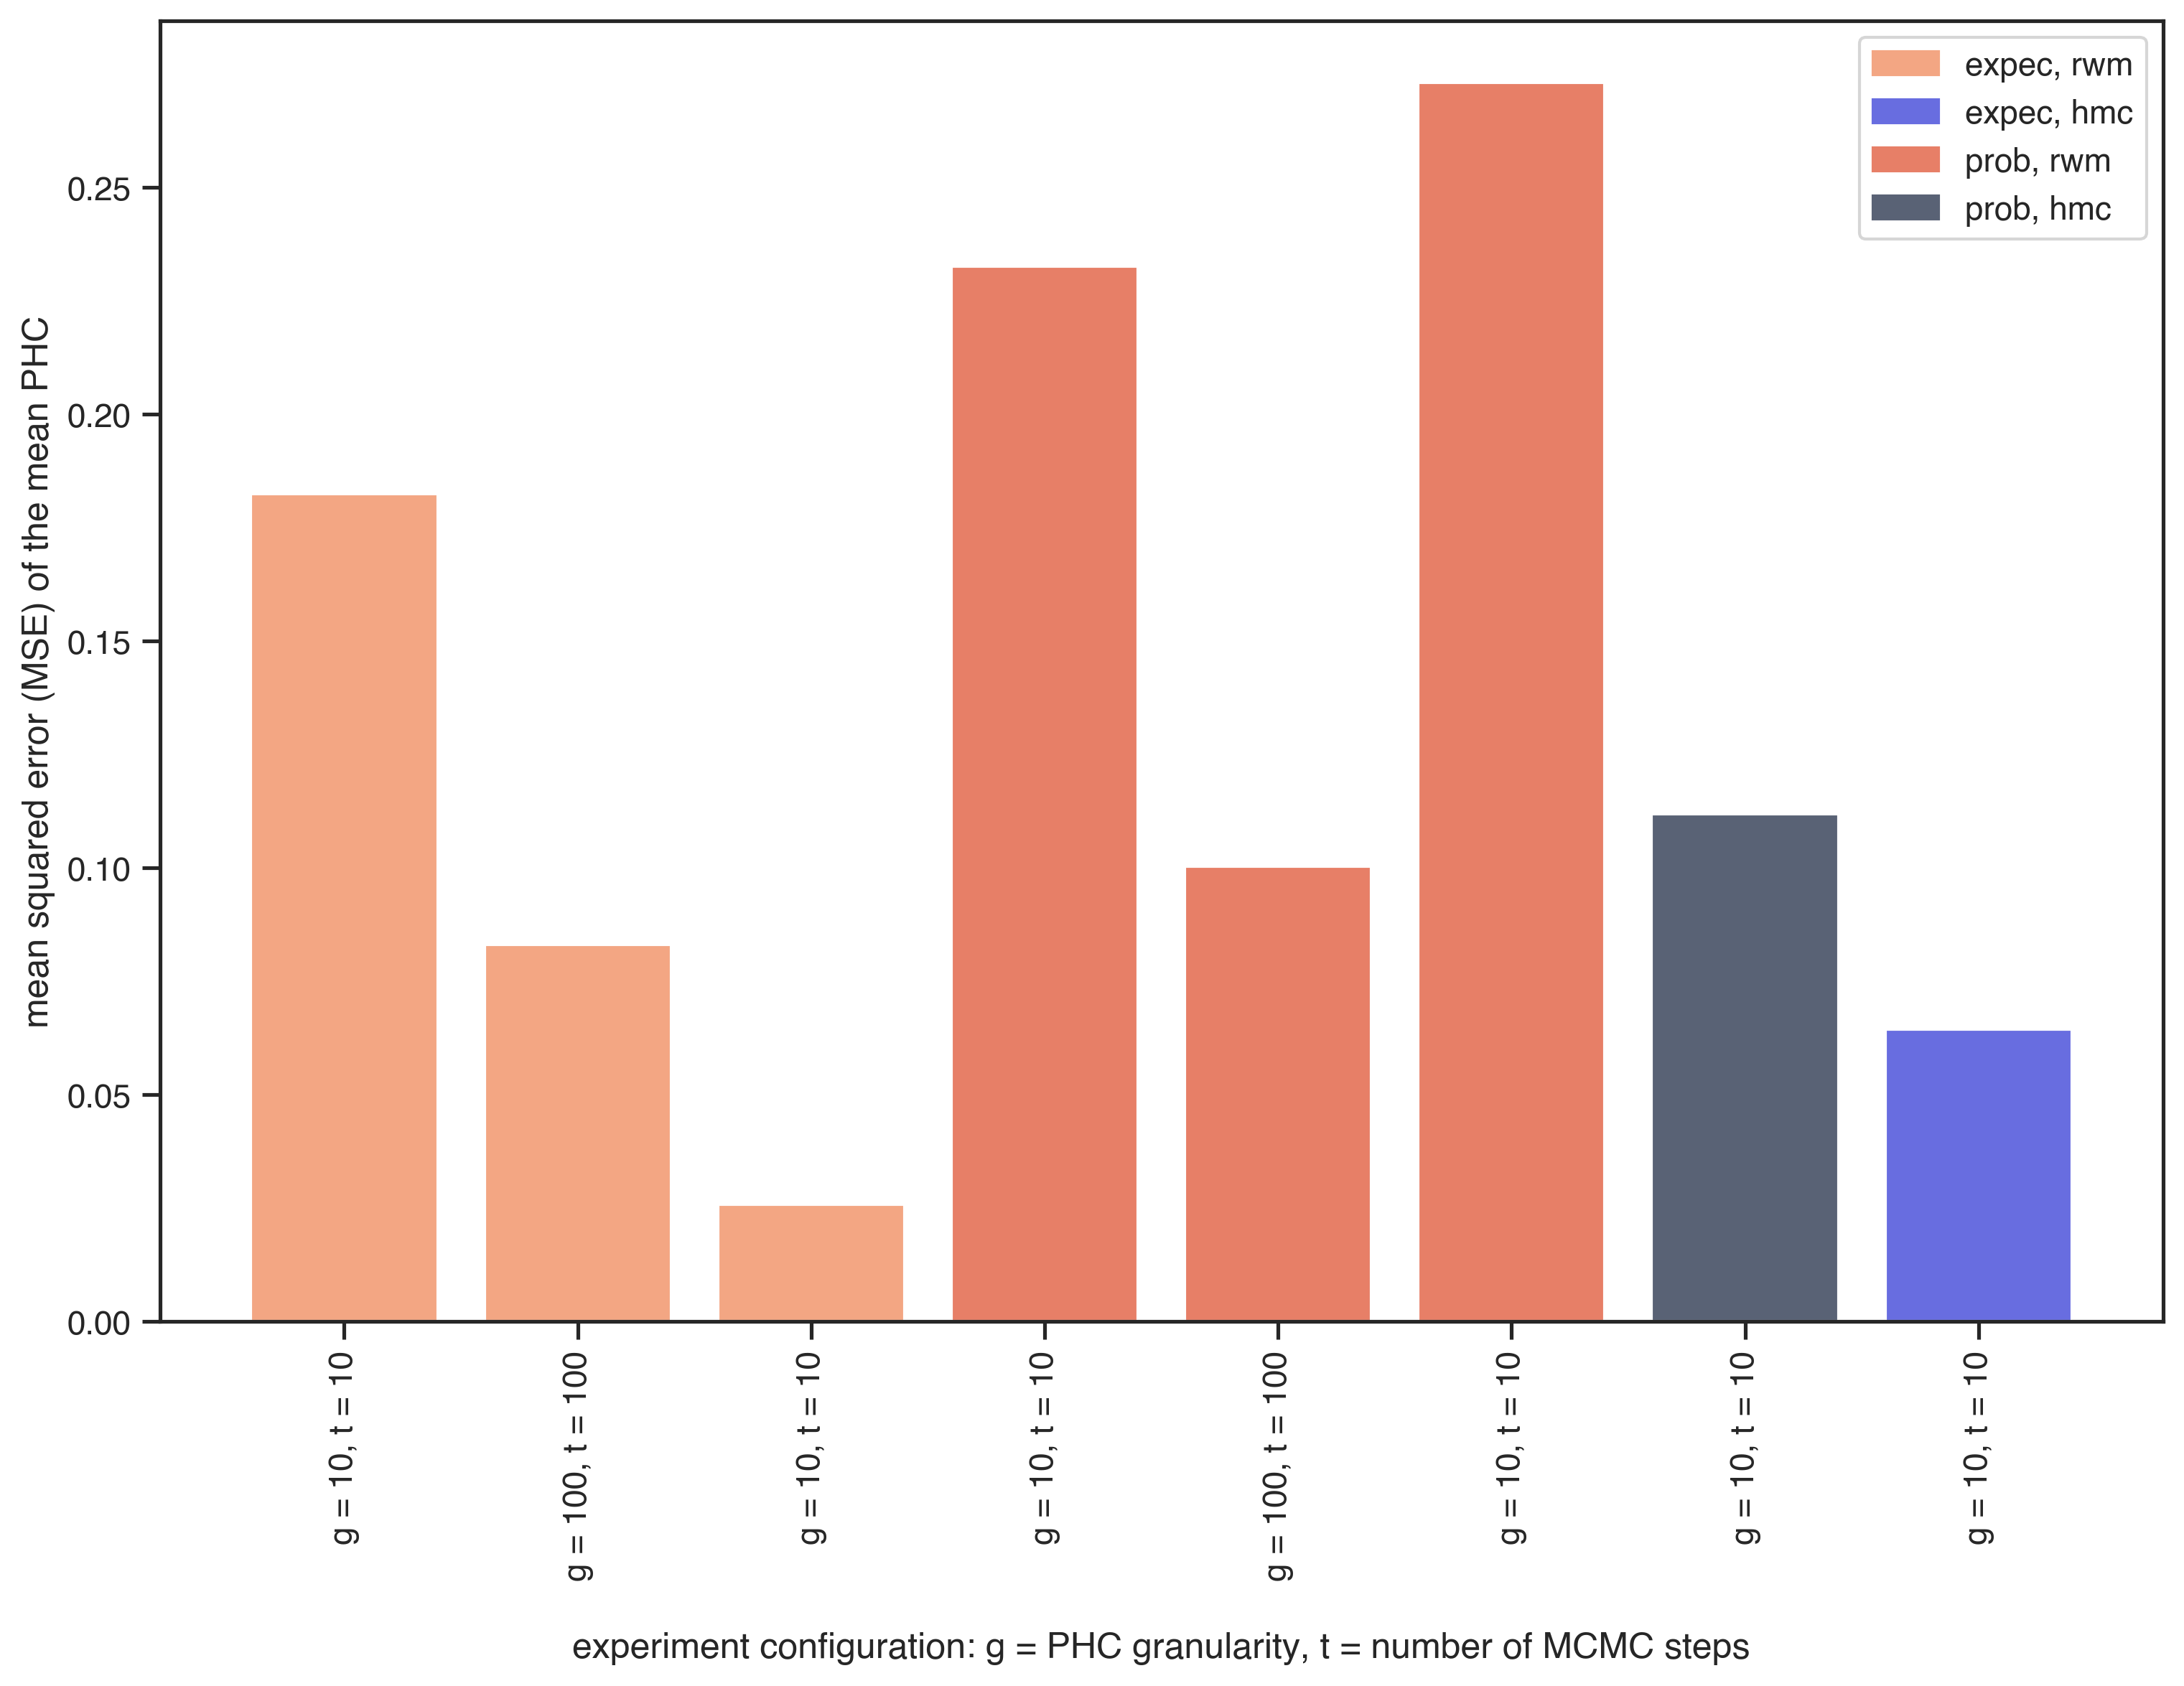 expec, rwm
expec, hmc
prob, rwm
prob, hmc
mean squared error (MSE) of the mean PHC
0.25
0.20
0.15
0.10
0.05
0.00
g = 10, t = 10
g = 100, t = 100
g = 10, t = 10
g = 10, t = 10
g = 100, t = 100
g = 10, t = 10
g = 10, t = 10
g = 10, t = 10
experiment configuration: g = PHC granularity, t = number of MCMC steps